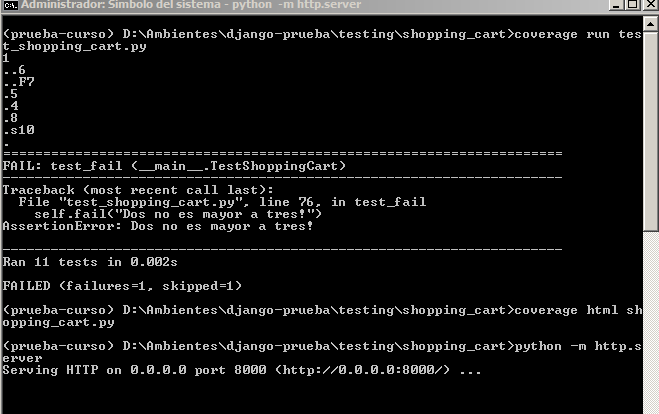 Administrador: Símbolo del sistema - python -m http.server
(prueba-curso) D:\Ambientes\django-prueba\testing\shopping_cart>coverage run tes
t_shopping_cart.py
1
..6
..F7
.5
.4
.8
.s10
.
======================================================================
FAIL: test_fail (__main__.TestShoppingCart)
----------------------------------------------------------------------
Traceback (most recent call last):
  File "test_shopping_cart.py", line 76, in test_fail
    self.fail("Dos no es mayor a tres!")
AssertionError: Dos no es mayor a tres!
----------------------------------------------------------------------
Ran 11 tests in 0.002s
FAILED (failures=1, skipped=1)
(prueba-curso) D:\Ambientes\django-prueba\testing\shopping_cart>coverage html sh
opping_cart.py
(prueba-curso) D:\Ambientes\django-prueba\testing\shopping_cart>python -m http.s
erver
Serving HTTP on 0.0.0.0 port 8000 (http://0.0.0.0:8000/) ...